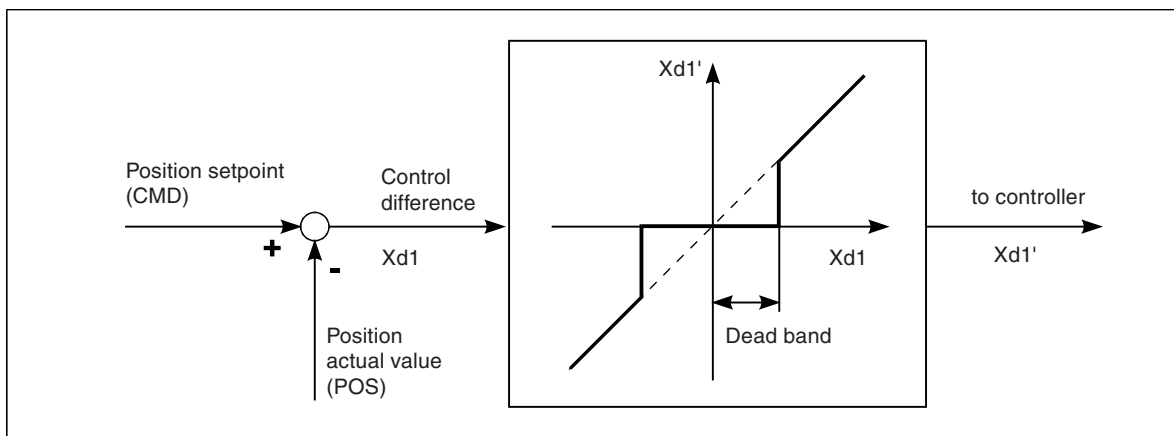 Position setpoint
(CMD)
+
-
Control
difference
Xd1
Position
actual value
(POS)
Xd1'
Xd1
Dead band
to controller
Xd1'